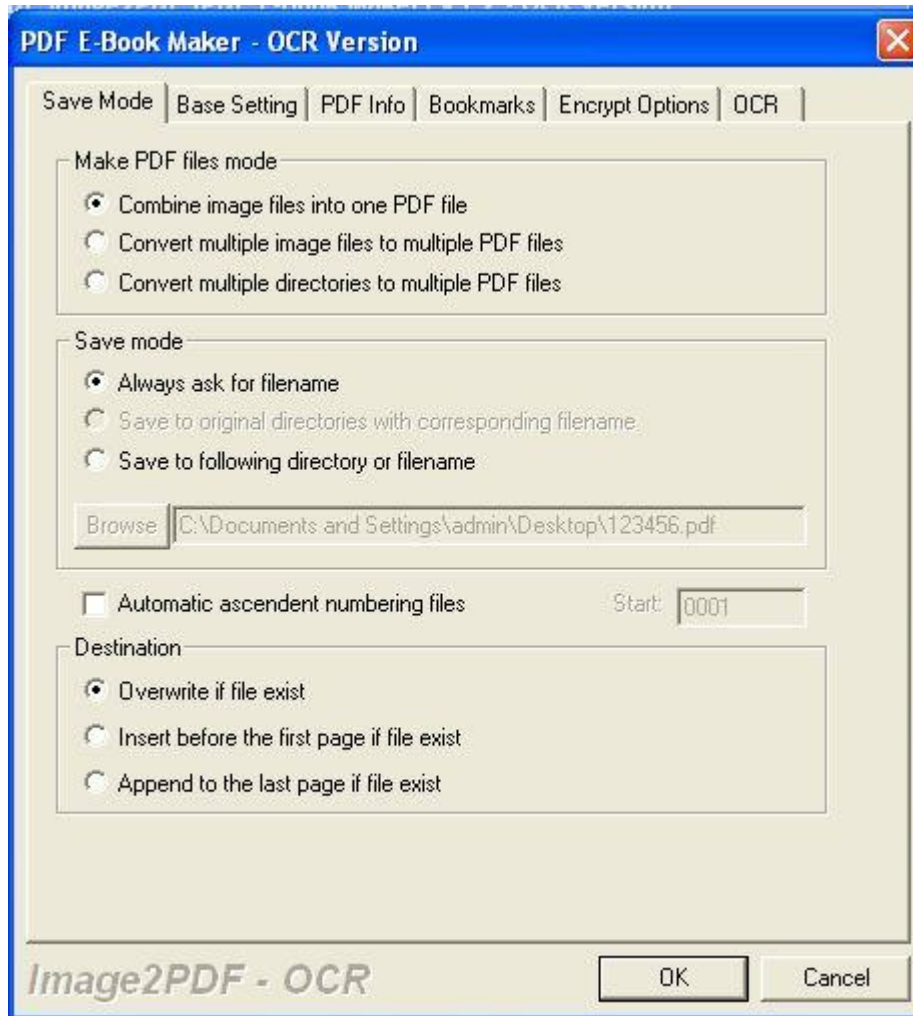 PDF E-Book Maker - OCR Version
Save Mode Base Setting PDF Info Bookmarks Encrypt Options OCR
Make PDF files mode
Combine image files into one PDF file
Convert multiple image files to multiple PDF files
Convert multiple directories to multiple PDF files
Save mode
Always ask for filename
Save to original directories with corresponding filename
Save to following directory or filename
Browse C:\Documents and Settings\admin\Desktop\123456.pdf
Automatic ascendent numbering files Start: 0001
Destination
Overwrite if file exist
Insert before the first page if file exist
Append to the last page if file exist
Image2PDF - OCR OK Cancel